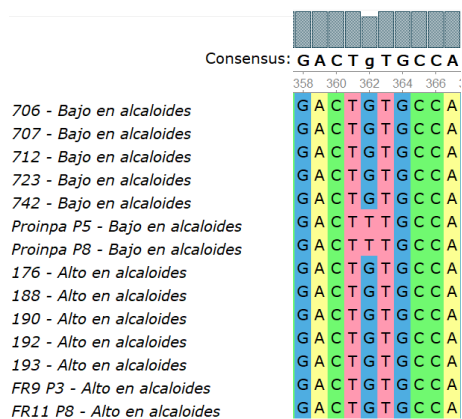 Consensus: G A C T g T G C C A
358 360 362 364 366
706 - Bajo en alcaloides G A C T G T G C C A
707 - Bajo en alcaloides G A C T G T G C C A
712 - Bajo en alcaloides G A C T G T G C C A
723 - Bajo en alcaloides G A C T G T G C C A
742 - Bajo en alcaloides G A C T G T G C C A
Proinpa P5 - Bajo en alcaloides G A C T T T G C C A
Proinpa P8 - Bajo en alcaloides G A C T T T G C C A
176 - Alto en alcaloides G A C T G T G C C A
188 - Alto en alcaloides G A C T G T G C C A
190 - Alto en alcaloides G A C T G T G C C A
192 - Alto en alcaloides G A C T G T G C C A
193 - Alto en alcaloides G A C T G T G C C A
FR9 P3 - Alto en alcaloides G A C T G T G C C A
FR11 P8 - Alto en alcaloides G A C T G T G C C A